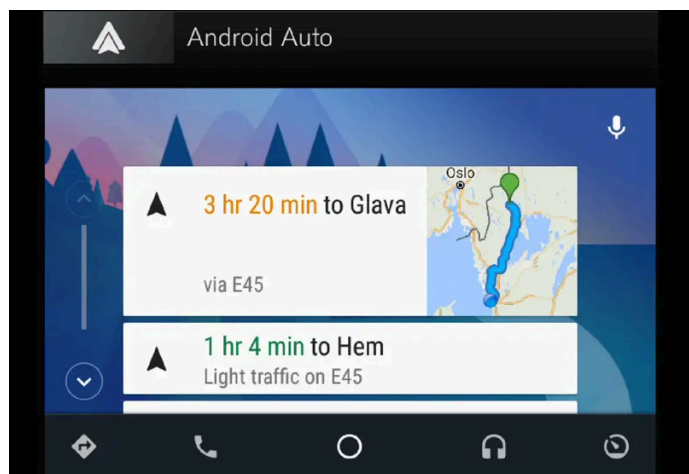 Android Auto
3 hr 20 min to Glava
via E45
Oslo
1 hr 4 min to Hem
Light traffic on E45